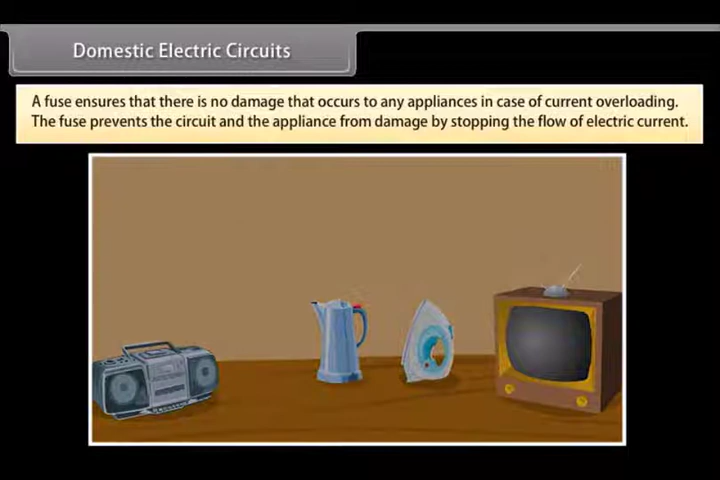 Domestic Electric Circuits
A fuse ensures that there is no damage that occurs to any appliances in case of current overloading.
The fuse prevents the circuit and the appliance from damage by stopping the flow of electric current.